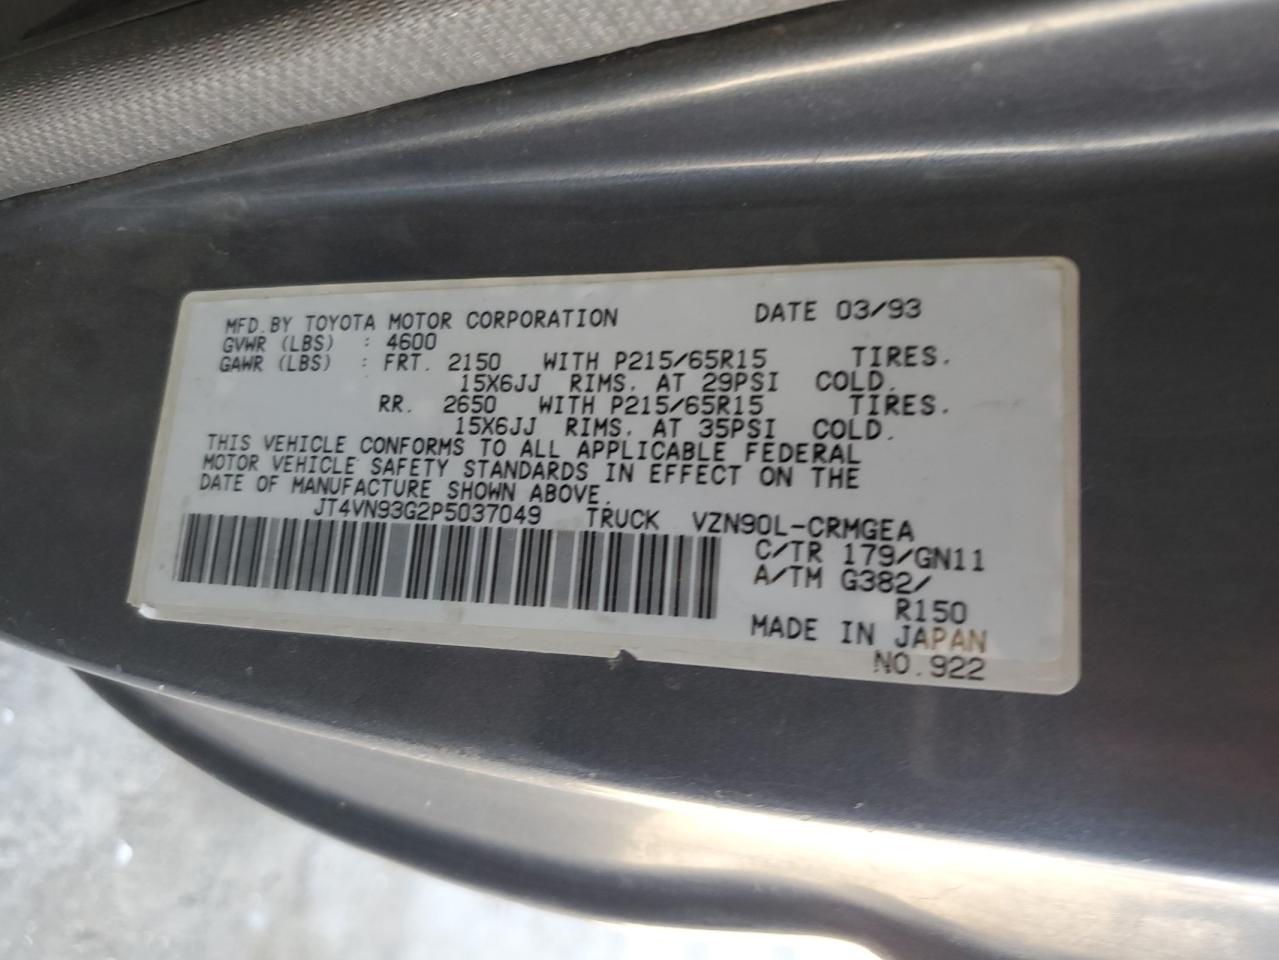 MFD.BY TOYOTA MOTOR CORPORATION DATE 03/93
GVWR (LBS) : 4600
GAWR (LBS) : FRT. 2150 WITH P215/65R15 TIRES.
15X6JJ RIMS. AT 29PSI COLD.
RR. 2650 WITH P215/65R15 TIRES.
15X6JJ RIMS. AT 35PSI COLD.
THIS VEHICLE CONFORMS TO ALL APPLICABLE FEDERAL
MOTOR VEHICLE SAFETY STANDARDS IN EFFECT ON THE
DATE OF MANUFACTURE SHOWN ABOVE.
JT4VN93G2P5037049 TRUCK VZN90L-CRMGEA
C/TR 179/GN11
A/TM G382/
R150
MADE IN JAPAN
NO.922